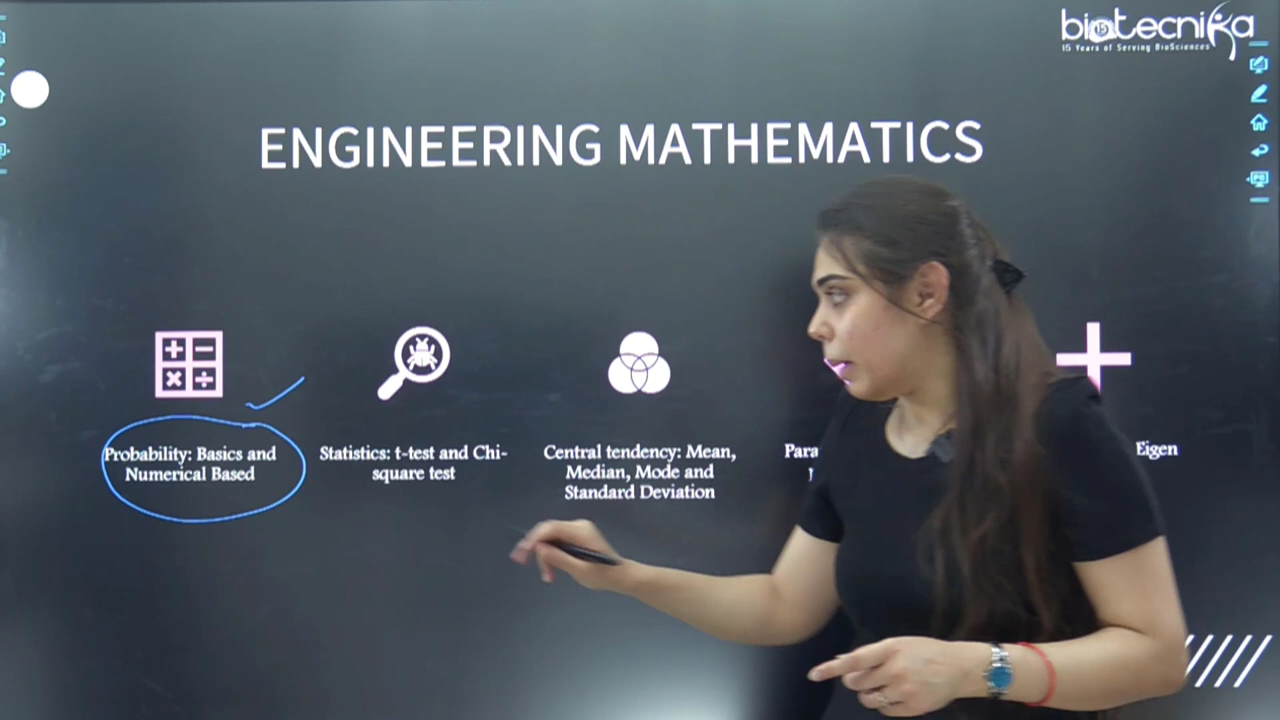 biotecnika
15 Years of Serving BioSciences
ENGINEERING MATHEMATICS
Probability: Basics and
Numerical Based
Statistics: t-test and Chi-
square test
Central tendency: Mean,
Median, Mode and
Standard Deviation
Eigen